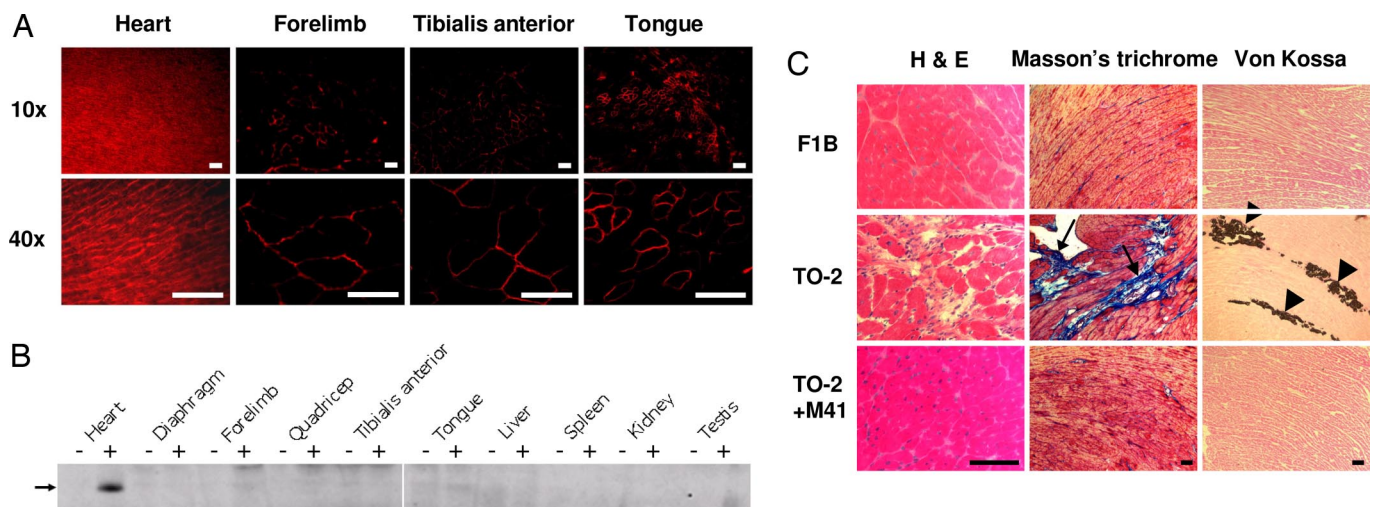 A
Heart Forelimb Tibialis anterior Tongue
10x
40x
B
Heart Diaphragm Forelimb Quadricep Tibialis anterior Tongue Liver Spleen Kidney Testis
- + - + - + - + - + - + - + - + - + - +
C
H & E Masson's trichrome Von Kossa
F1B
TO-2
TO-2
+M41